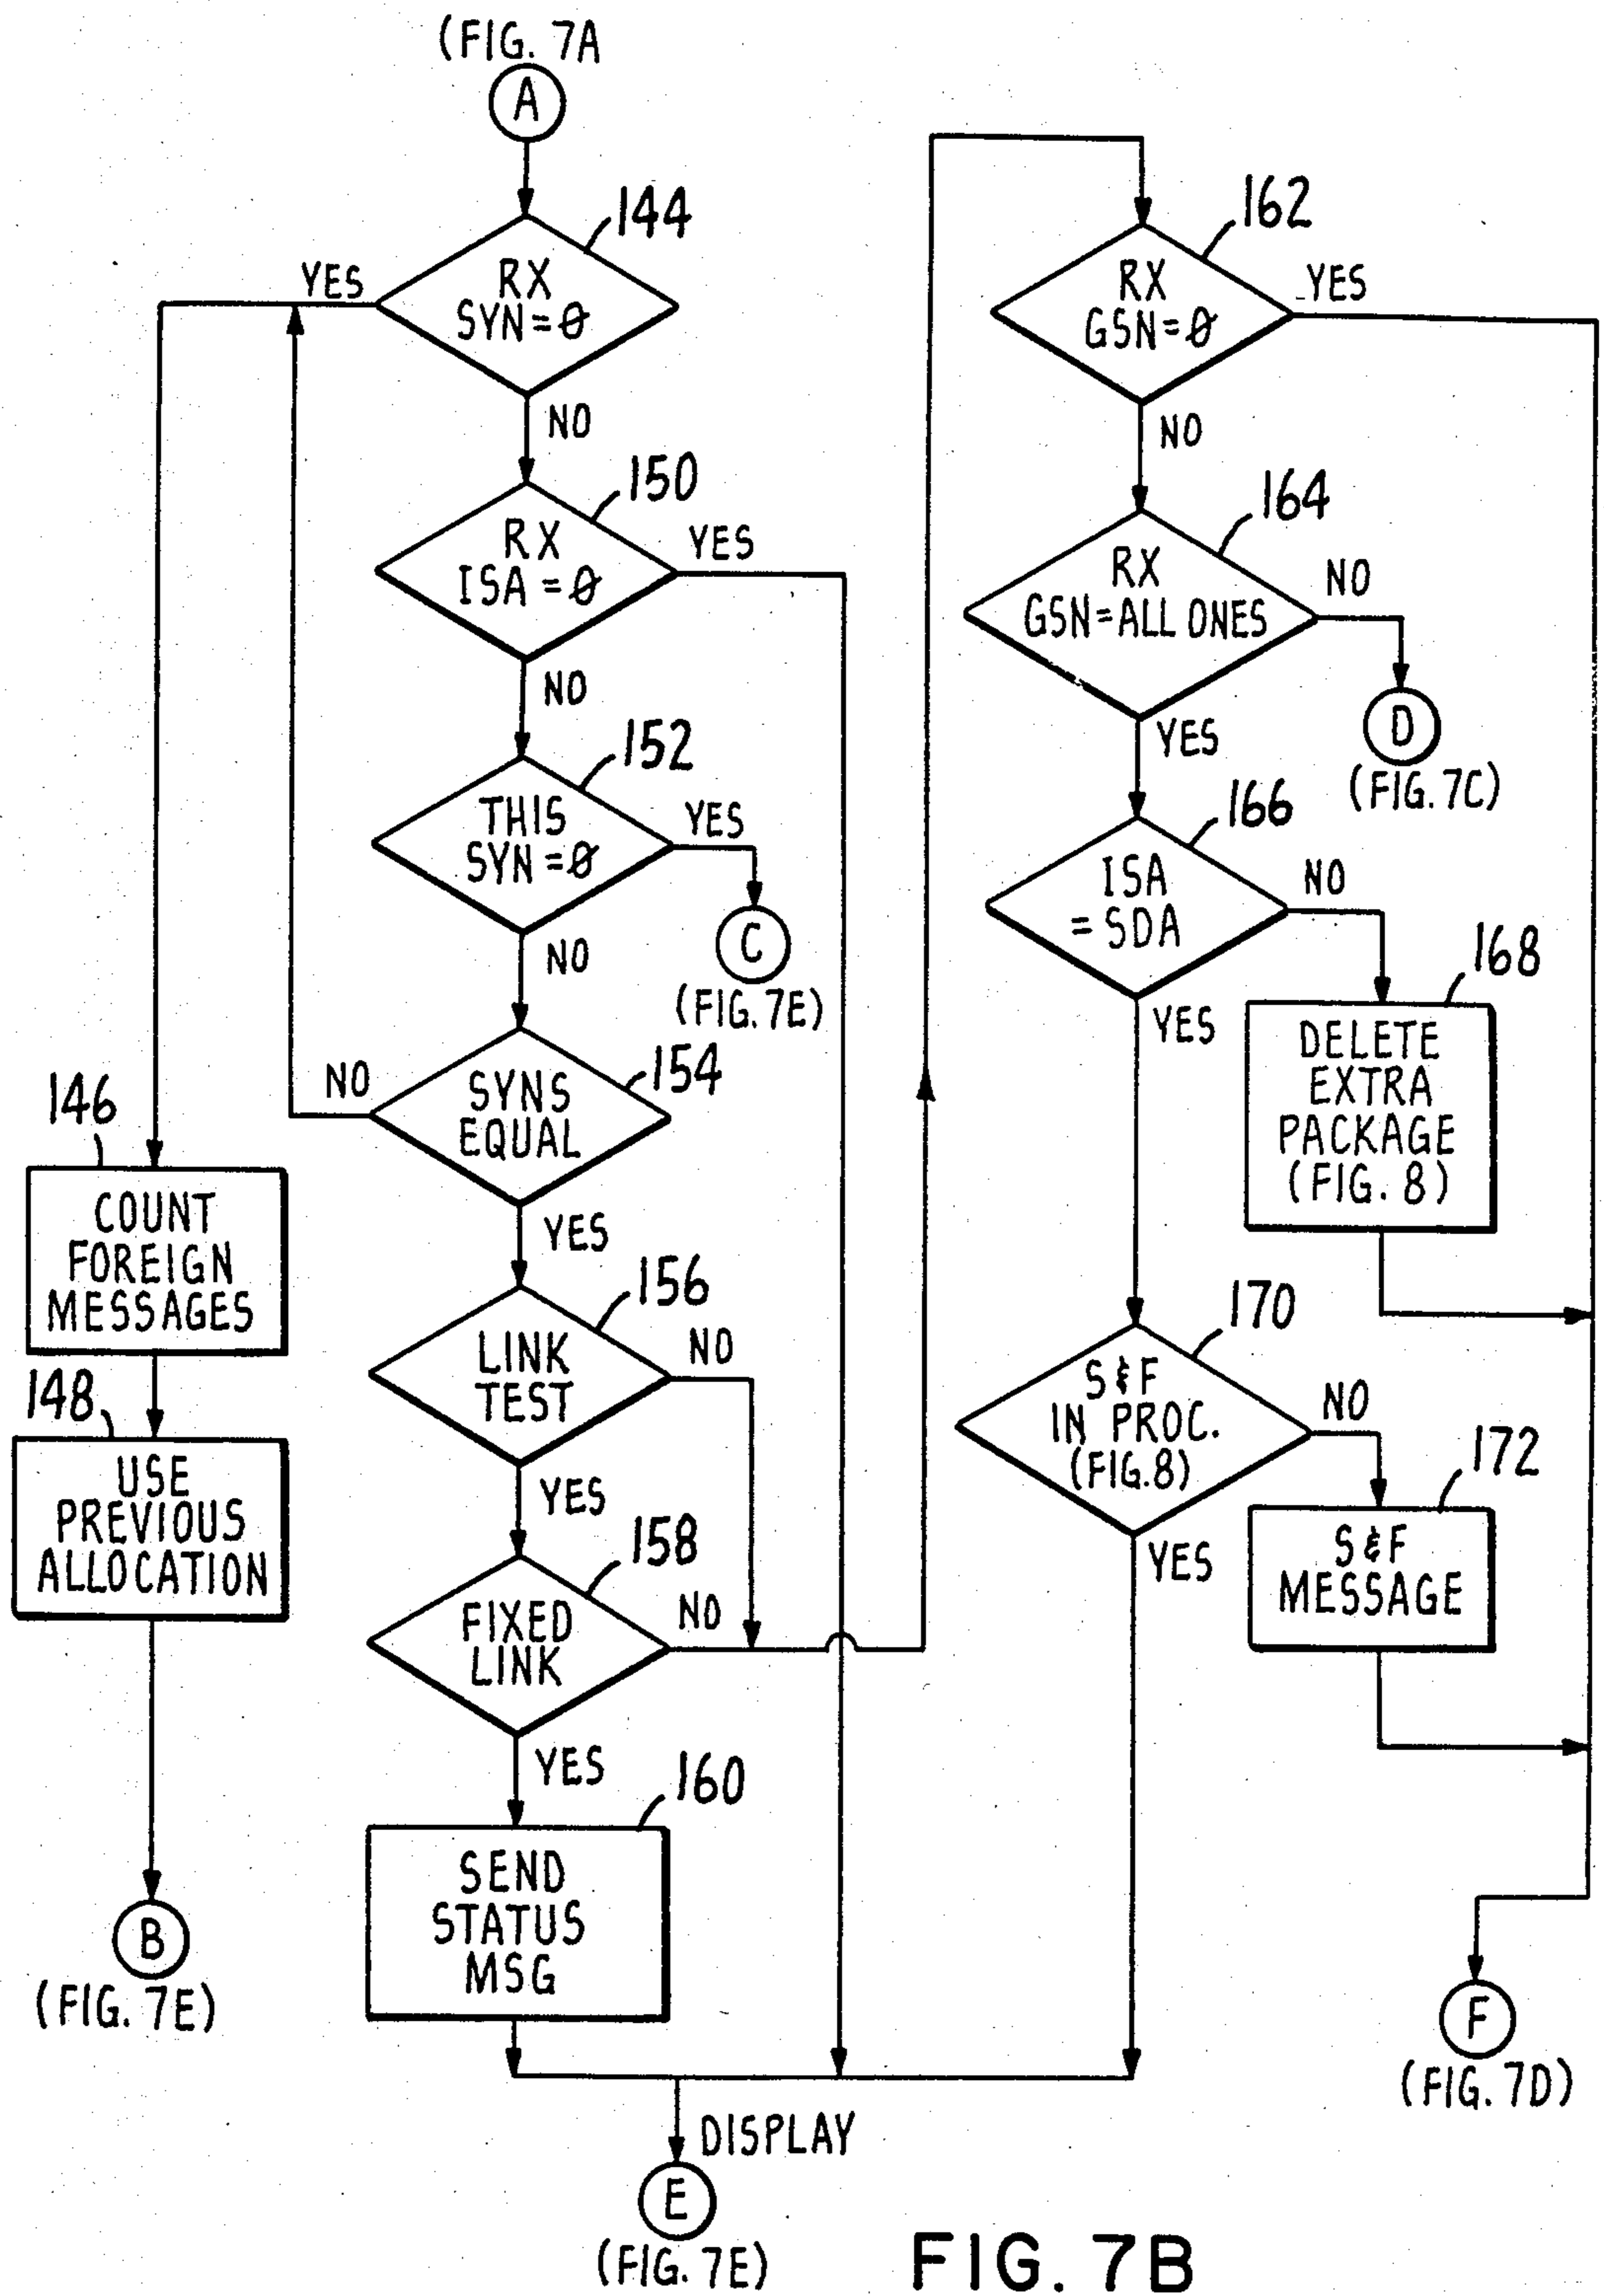 (FIG. 7A
A
144
RX
SYN=0
YES
NO
150
RX
ISA=0
YES
NO
152
THIS
SYN=0
YES
C
(FIG. 7E)
NO
154
SYNS
EQUAL
NO
YES
146
COUNT
FOREIGN
MESSAGES
148
USE
PREVIOUS
ALLOCATION
B
(FIG. 7E)
156
LINK
TEST
NO
YES
158
FIXED
LINK
NO
YES
160
SEND
STATUS
MSG
DISPLAY
E
(FIG. 7E)
162
RX
GSN=0
YES
NO
164
RX
GSN=ALL ONES
NO
D
(FIG. 7C)
YES
166
ISA
=SDA
NO
168
DELETE
EXTRA
PACKAGE
(FIG. 8)
YES
170
S&F
IN PROC.
(FIG.8)
NO
172
S&F
MESSAGE
YES
F
(FIG. 7D)
FIG. 7B